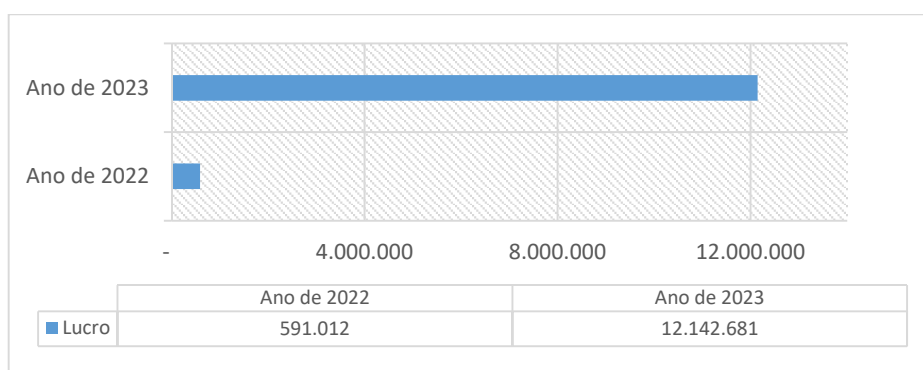 Ano de 2023
Ano de 2022
- 4.000.000 8.000.000 12.000.000
Ano de 2022 Ano de 2023
Lucro 591.012 12.142.681